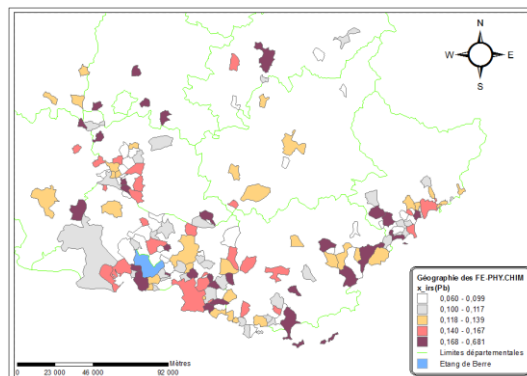 N
W E
S
Géographie des FE-PHY.CHIM
x_irs(Pb)
0,060 - 0,099
0,100 - 0,117
0,118 - 0,139
0,140 - 0,167
0,168 - 0,681
Limites départementales
Etang de Berre
Mètres
0 23 000 46 000 92 000